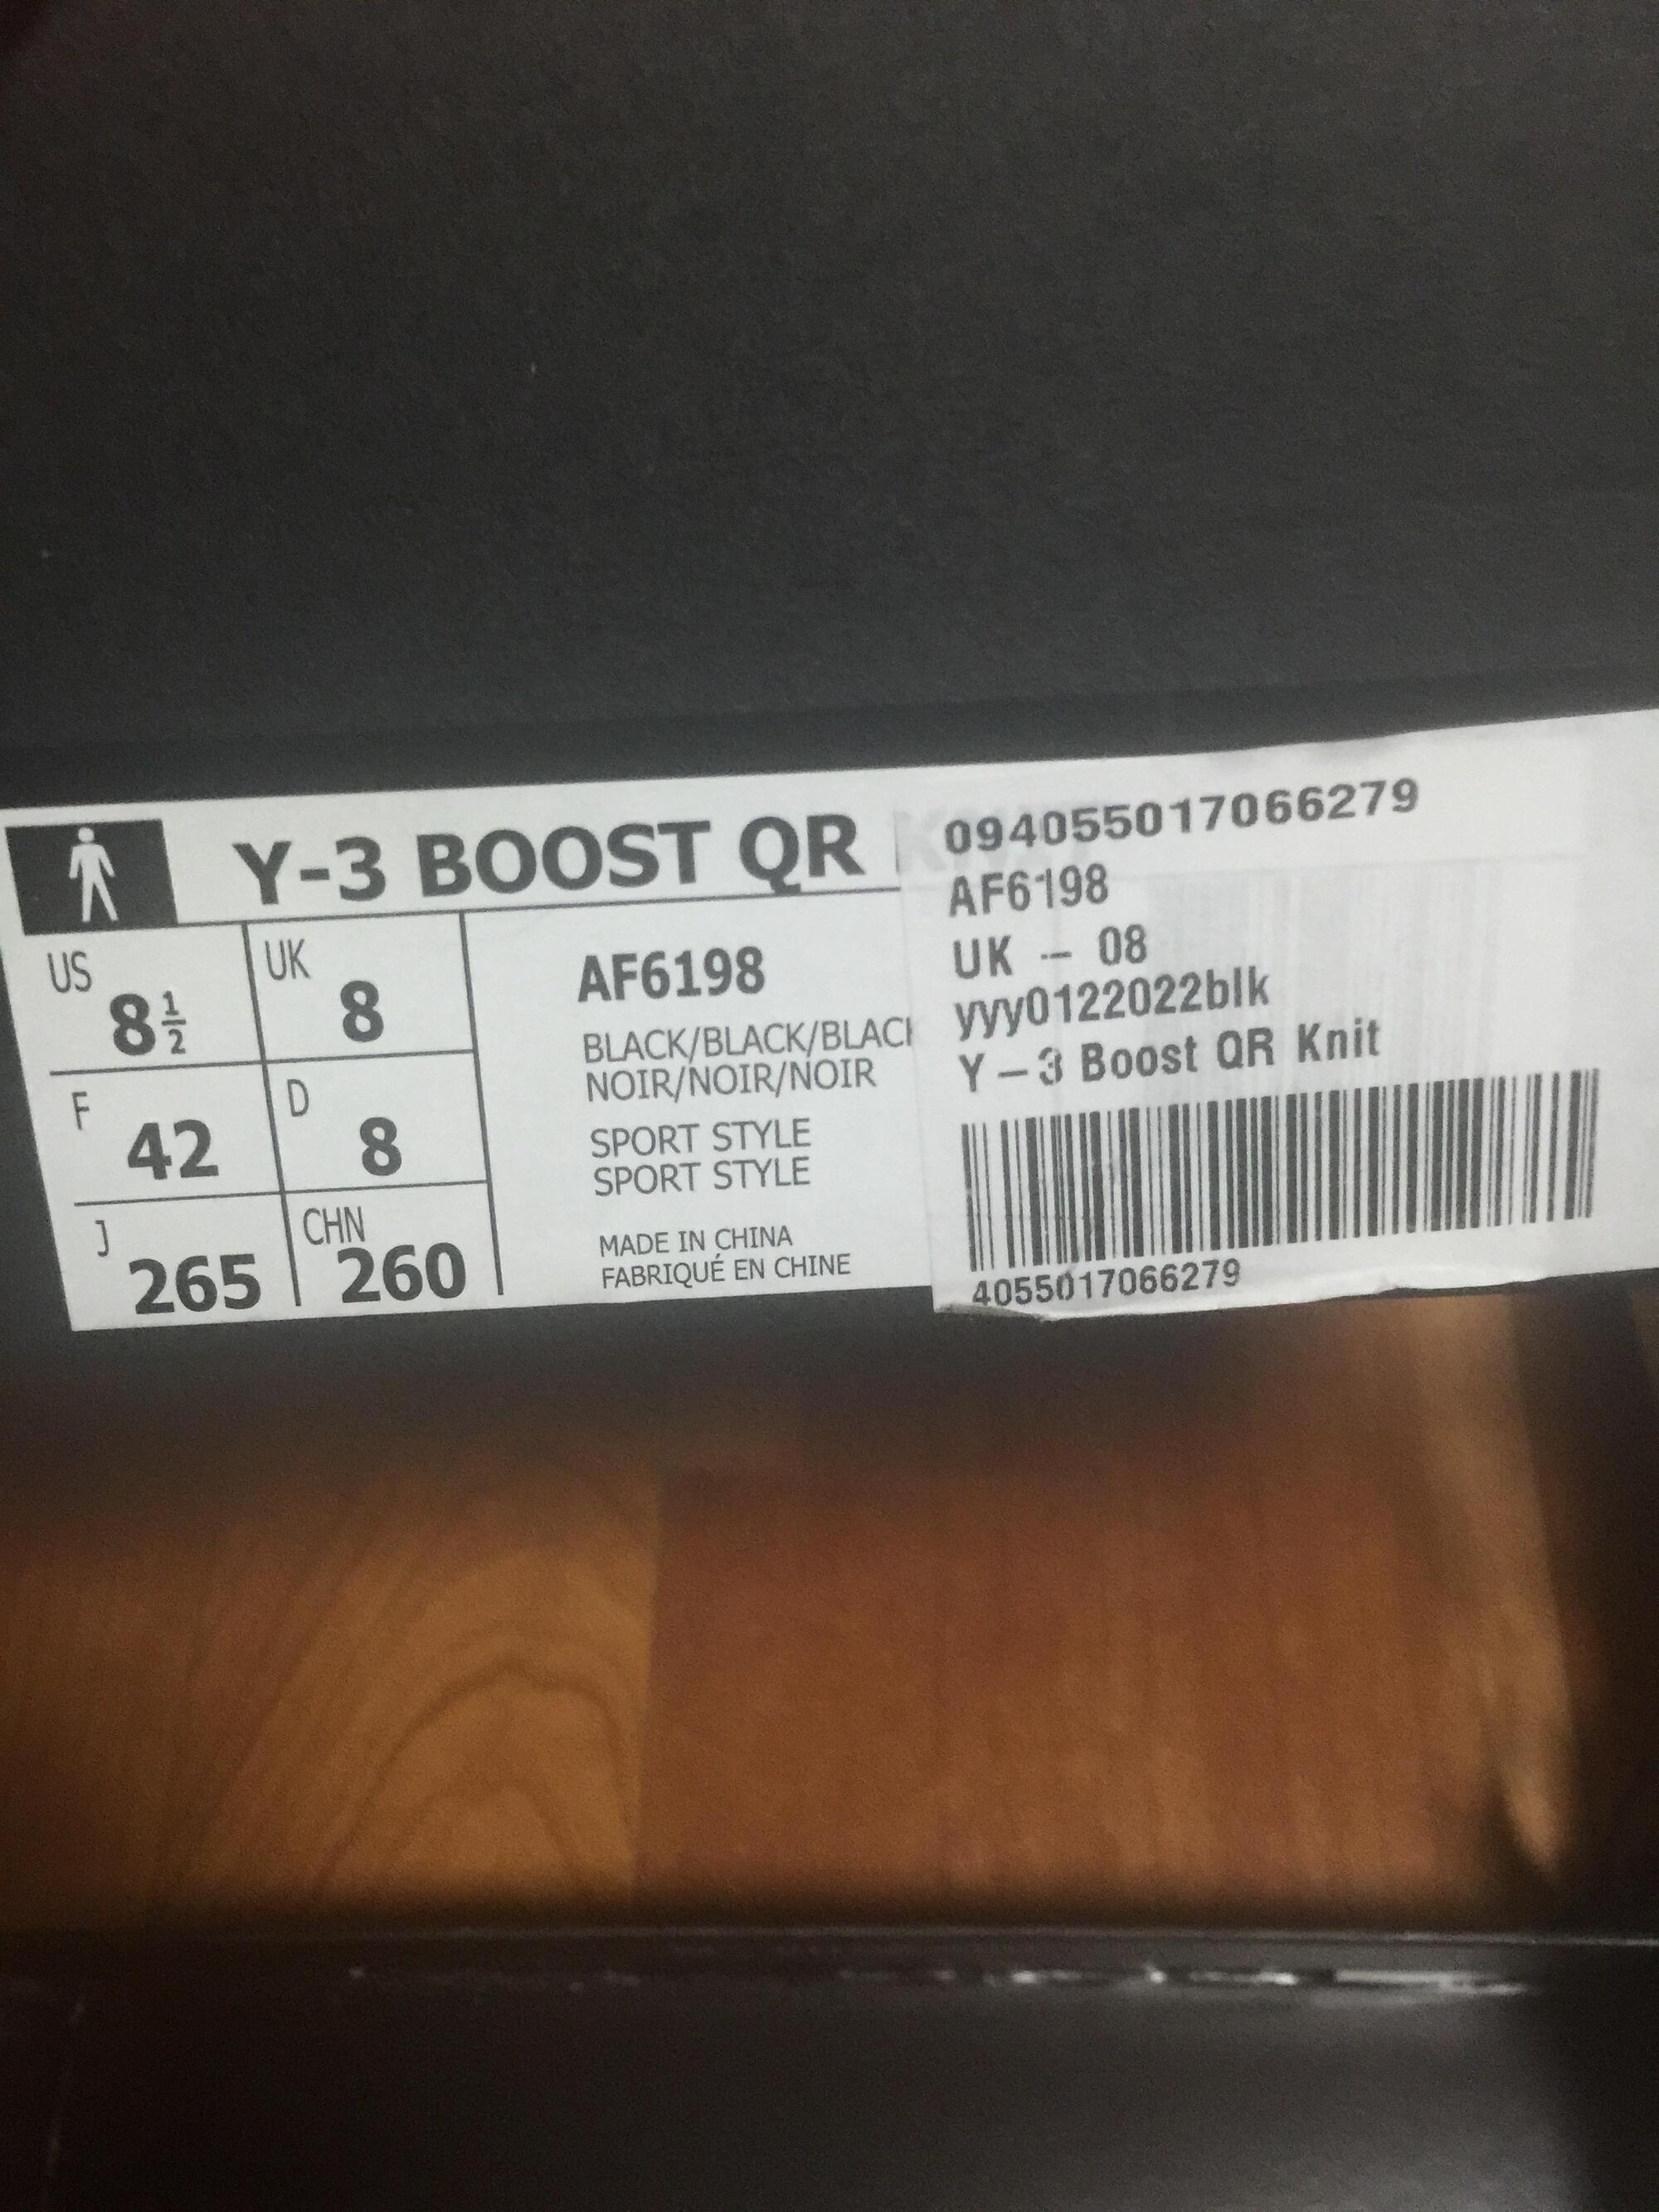 Y-3 BOOST QR
US 8½
UK 8
F 42
D 8
J 265
CHN 260
AF6198
BLACK/BLACK/BLACK
NOIR/NOIR/NOIR
SPORT STYLE
SPORT STYLE
MADE IN CHINA
FABRIQUÉ EN CHINE
094055017066279
AF6198
UK - 08
yyy0122022blk
Y-3 Boost QR Knit
4055017066279